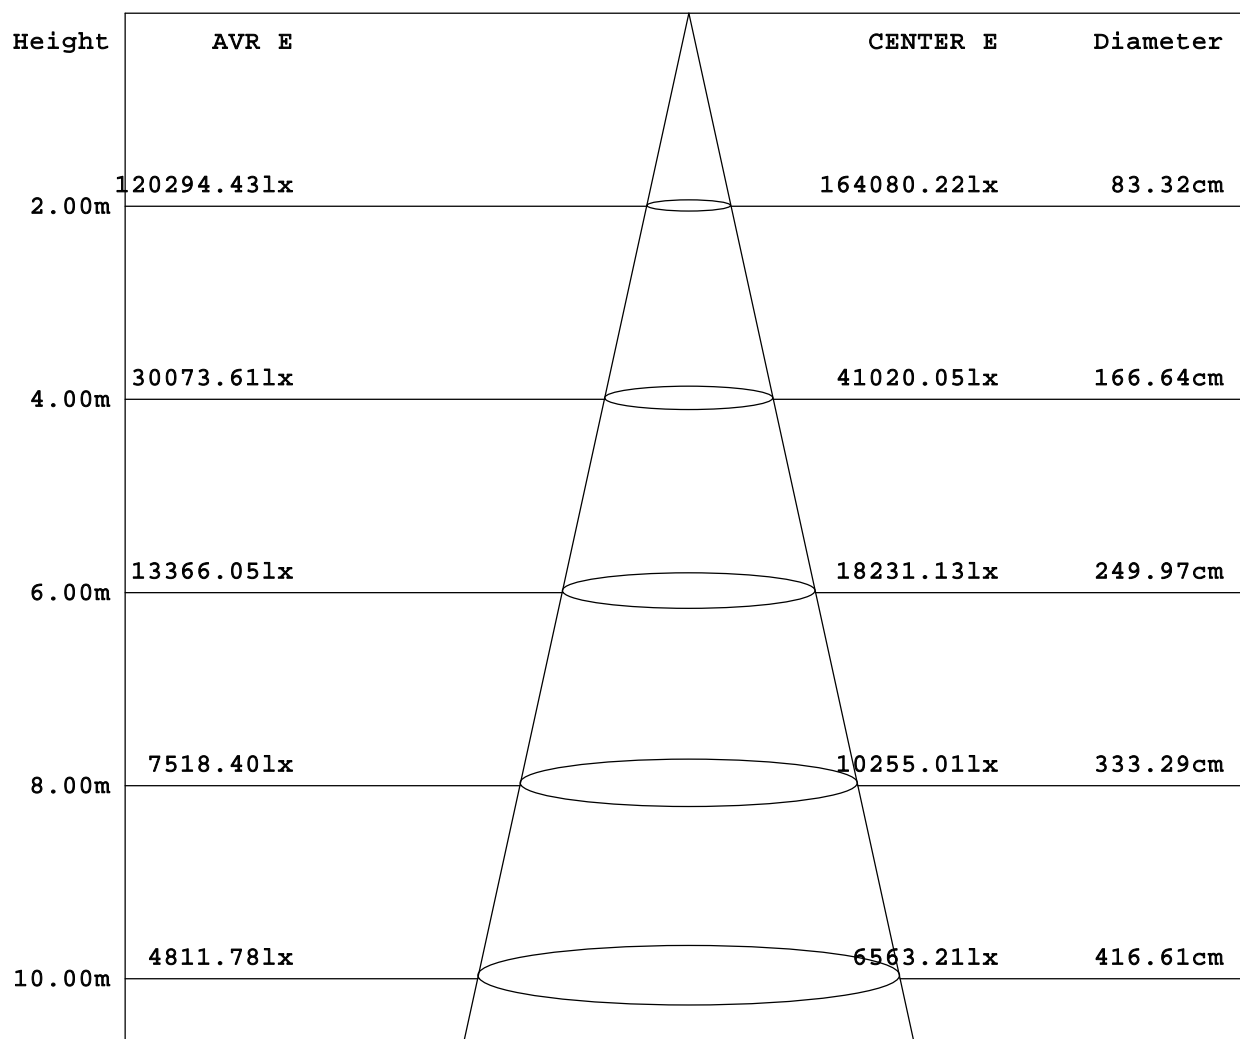 Height AVR E CENTER E Diameter
120294.43lx 164080.22lx 83.32cm
2.00m
30073.61lx 41020.05lx 166.64cm
4.00m
13366.05lx 18231.13lx 249.97cm
6.00m
7518.40lx 10255.01lx 333.29cm
8.00m
4811.78lx 6563.21lx 416.61cm
10.00m